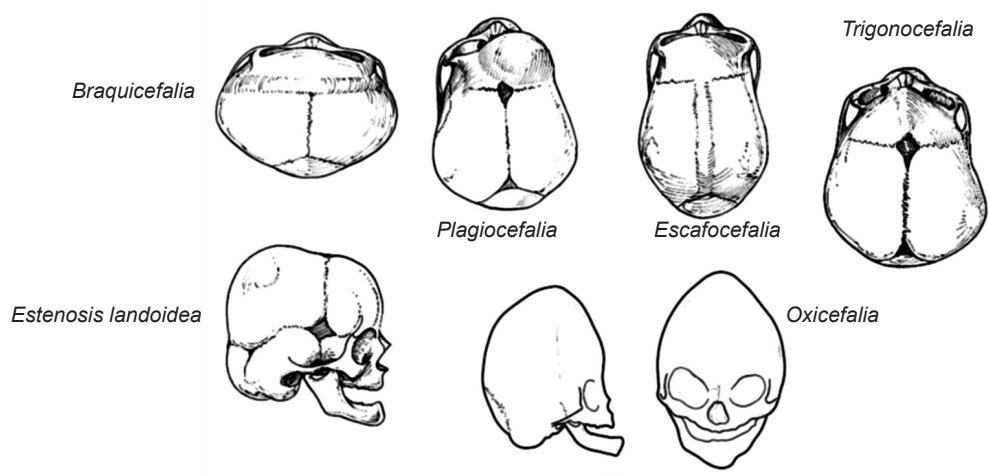 Trigonocefalia
Braquicefalia
Plagiocefalia
Escafocefalia
Estenosis landoidea
Oxicefalia